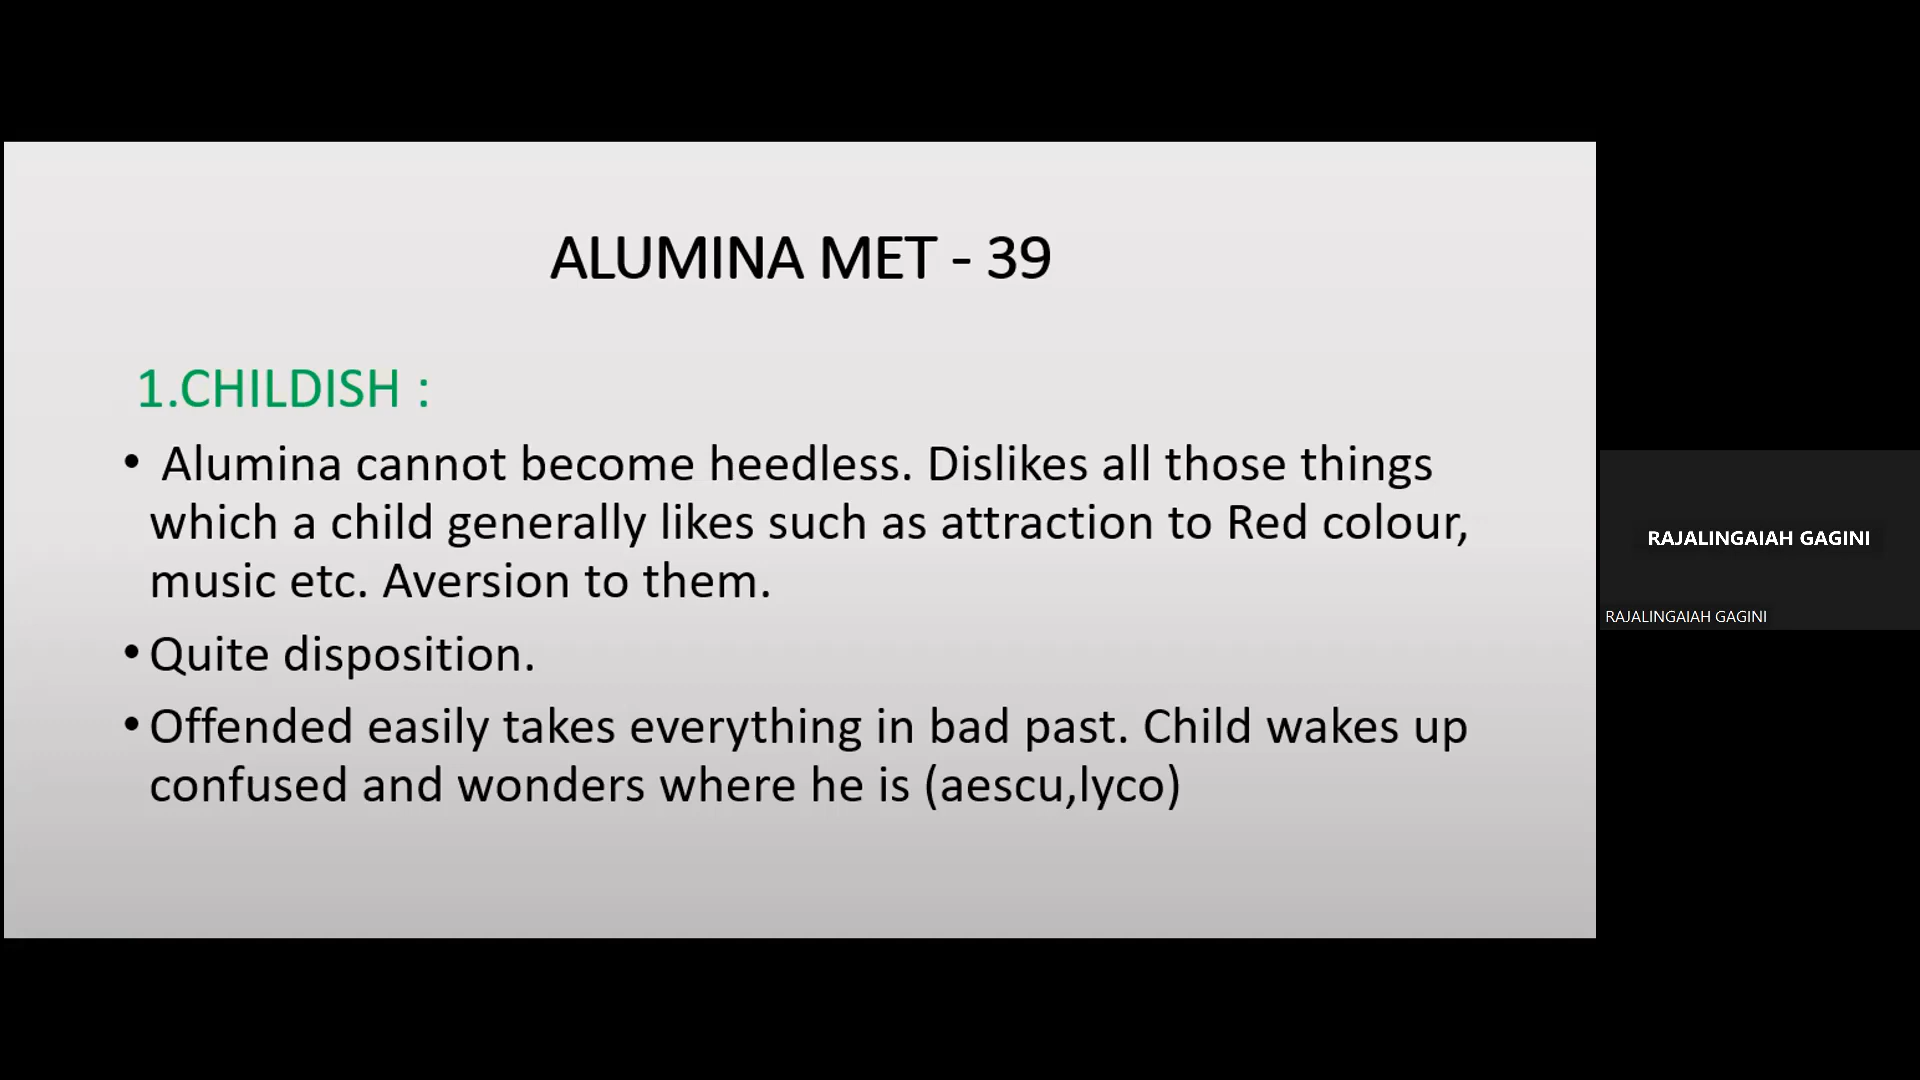 ALUMINA MET - 39
1.CHILDISH :
• Alumina cannot become heedless. Dislikes all those things
which a child generally likes such as attraction to Red colour,
music etc. Aversion to them.
• Quite disposition.
• Offended easily takes everything in bad past. Child wakes up
confused and wonders where he is (aescu,lyco)
RAJALINGAIAH GAGINI
RAJALINGAIAH GAGINI